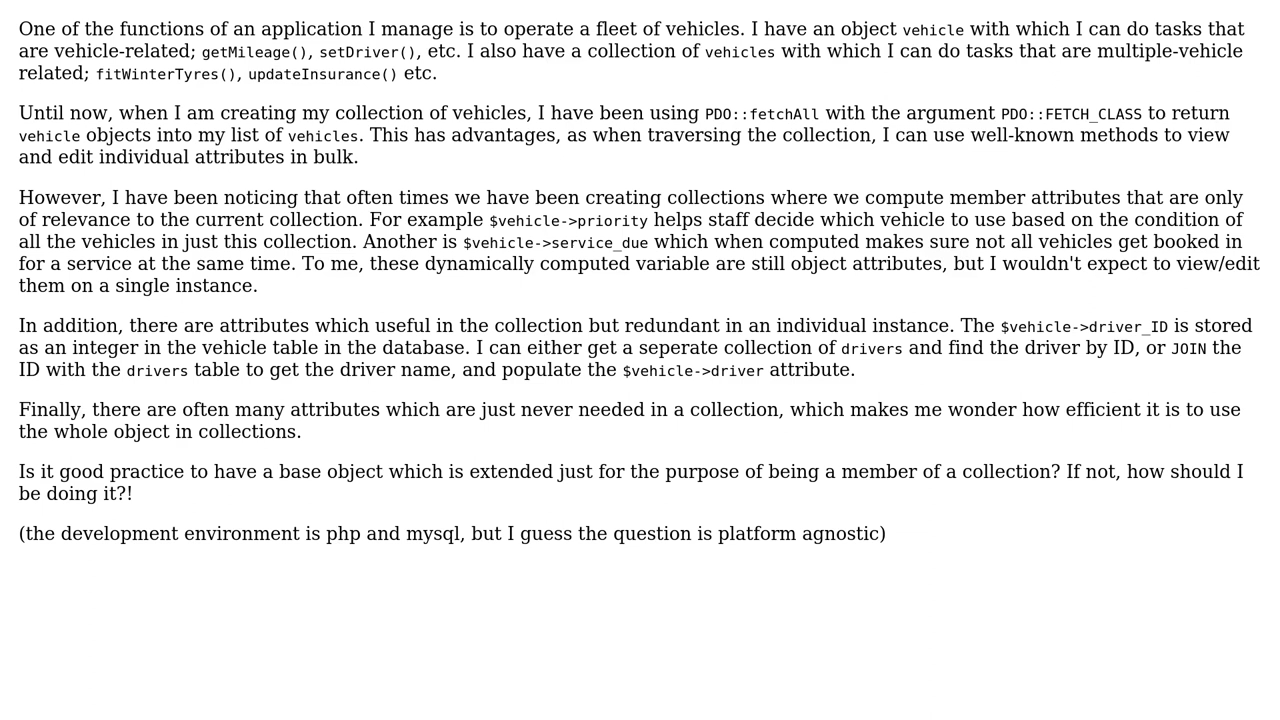 One of the functions of an application I manage is to operate a fleet of vehicles. I have an object vehicle with which I can do tasks that
are vehicle-related; getMileage(), setDriver(), etc. I also have a collection of vehicles with which I can do tasks that are multiple-vehicle
related; fitWinterTyres(), updateInsurance() etc.
Until now, when I am creating my collection of vehicles, I have been using PDO::fetchAll with the argument PDO::FETCH_CLASS to return
vehicle objects into my list of vehicles. This has advantages, as when traversing the collection, I can use well-known methods to view
and edit individual attributes in bulk.
However, I have been noticing that often times we have been creating collections where we compute member attributes that are only
of relevance to the current collection. For example $vehicle->priority helps staff decide which vehicle to use based on the condition of
all the vehicles in just this collection. Another is $vehicle->service_due which when computed makes sure not all vehicles get booked in
for a service at the same time. To me, these dynamically computed variable are still object attributes, but I wouldn't expect to view/edit
them on a single instance.
In addition, there are attributes which useful in the collection but redundant in an individual instance. The $vehicle->driver_ID is stored
as an integer in the vehicle table in the database. I can either get a seperate collection of drivers and find the driver by ID, or JOIN the
ID with the drivers table to get the driver name, and populate the $vehicle->driver attribute.
Finally, there are often many attributes which are just never needed in a collection, which makes me wonder how efficient it is to use
the whole object in collections.
Is it good practice to have a base object which is extended just for the purpose of being a member of a collection? If not, how should I
be doing it?!
(the development environment is php and mysql, but I guess the question is platform agnostic)